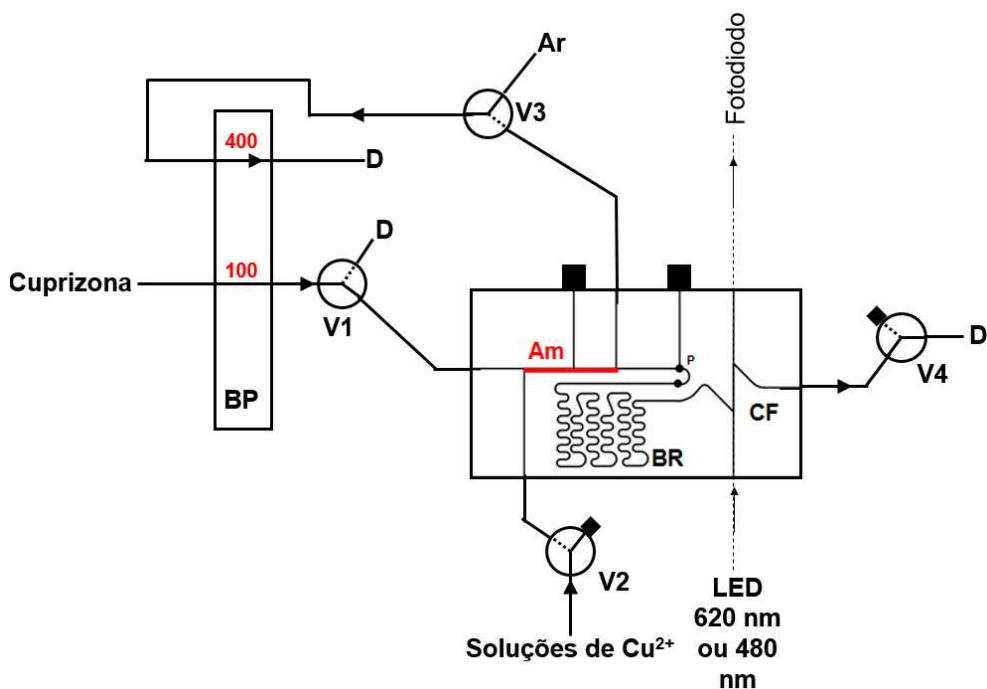 Ar
V3
Fotodiodo
400
D
D
Cuprizona
100
V1
Am
P
BP
BR
CF
V4
D
V2
Soluções de Cu²⁺
LED
620 nm
ou 480
nm